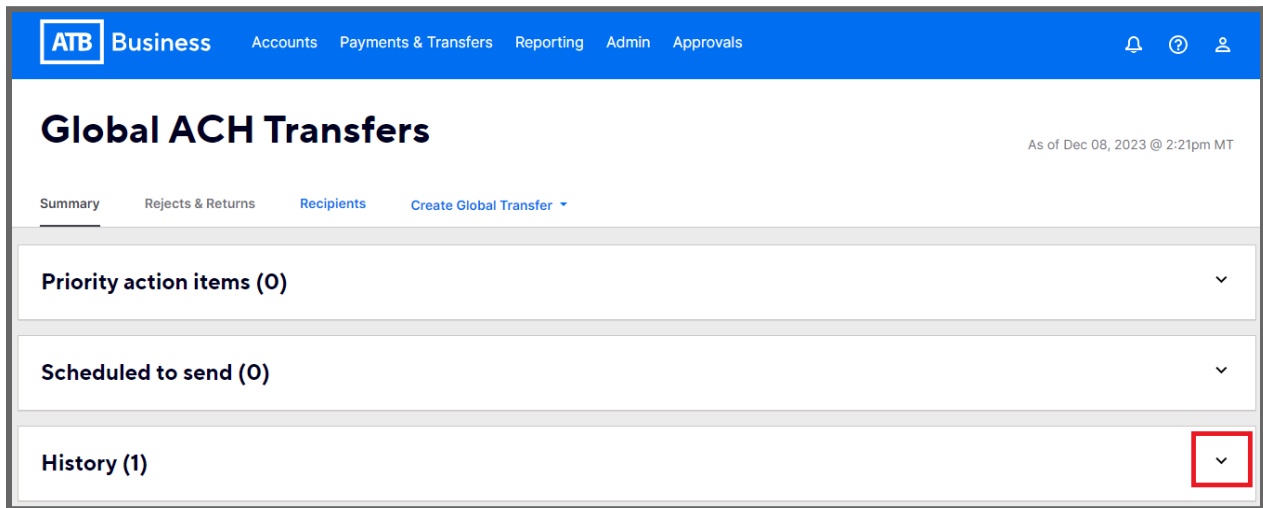 ATB Business Accounts Payments & Transfers Reporting Admin Approvals
Global ACH Transfers
As of Dec 08, 2023 @ 2:21pm MT
Summary Rejects & Returns Recipients Create Global Transfer
Priority action items (0)
Scheduled to send (0)
History (1)